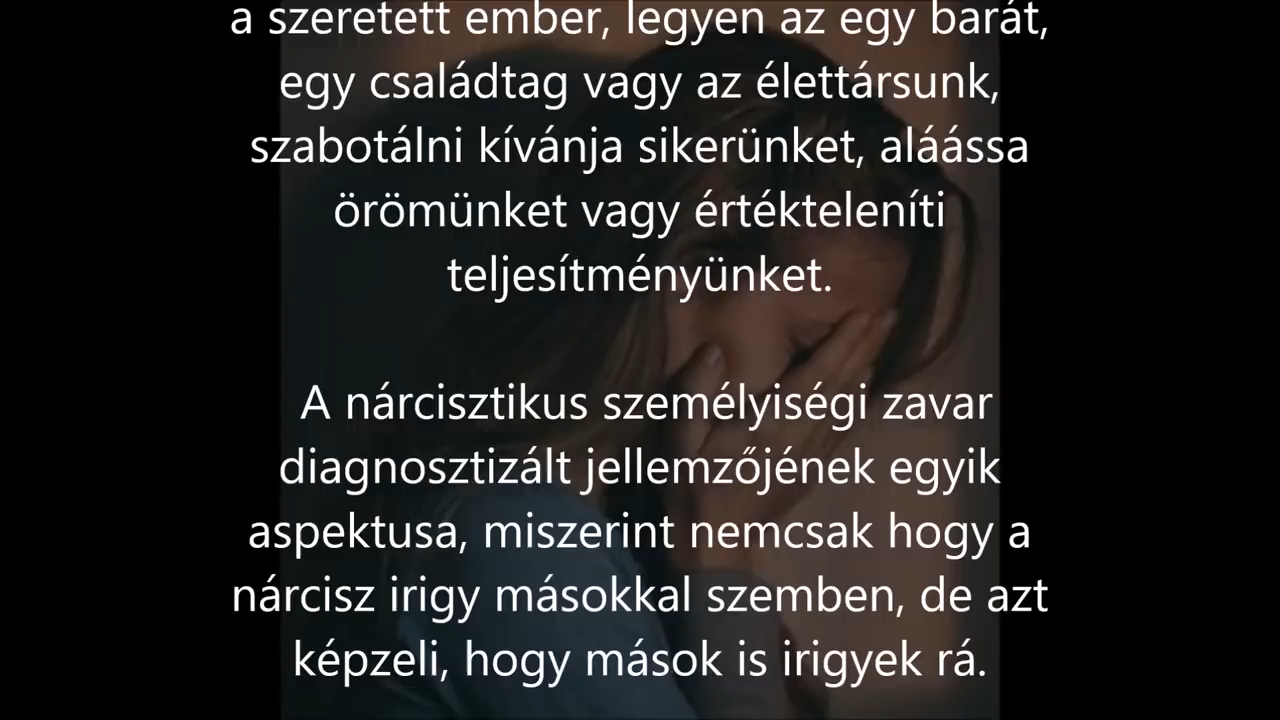 a szeretett ember, legyen az egy barát,
egy családtag vagy az élettársunk,
szabotálni kívánja sikerünket, aláássa
örömünket vagy értékteleníti
teljesítményünket.
A nárcisztikus személyiségi zavar
diagnosztizált jellemzőjének egyik
aspektusa, miszerint nemcsak hogy a
nárcisz irigy másokkal szemben, de azt
képzeli, hogy mások is irigyek rá.